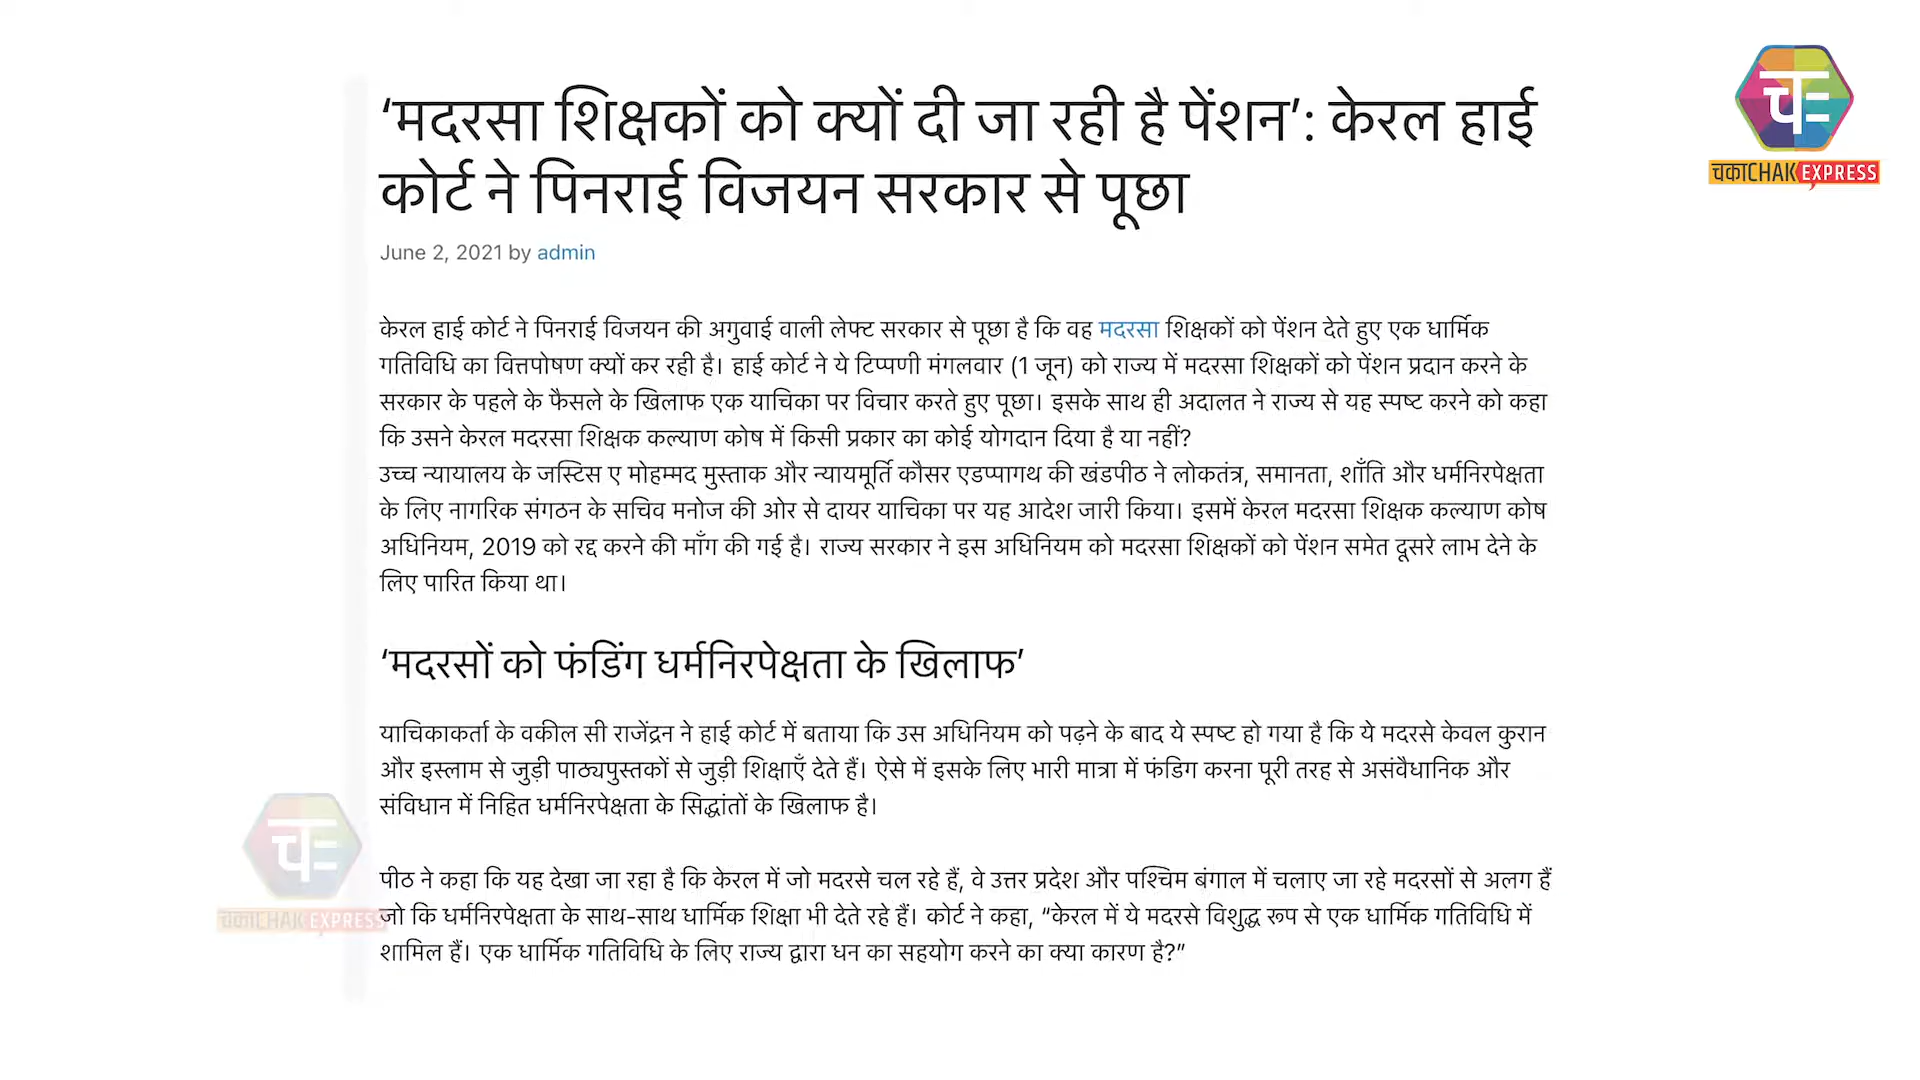 चकाCHAK EXPRESS
‘मदरसा शिक्षकों को क्यों दी जा रही है पेंशन’: केरल हाई
कोर्ट ने पिनराई विजयन सरकार से पूछा
June 2, 2021 by admin
केरल हाई कोर्ट ने पिनराई विजयन की अगुवाई वाली लेफ्ट सरकार से पूछा है कि वह मदरसा शिक्षकों को पेंशन देते हुए एक धार्मिक
गतिविधि का वित्तपोषण क्यों कर रही है। हाई कोर्ट ने ये टिप्पणी मंगलवार (1 जून) को राज्य में मदरसा शिक्षकों को पेंशन प्रदान करने के
सरकार के पहले के फैसले के खिलाफ एक याचिका पर विचार करते हुए पूछा। इसके साथ ही अदालत ने राज्य से यह स्पष्ट करने को कहा
कि उसने केरल मदरसा शिक्षक कल्याण कोष में किसी प्रकार का कोई योगदान दिया है या नहीं?
उच्च न्यायालय के जस्टिस ए मोहम्मद मुस्ताक और न्यायमूर्ति कौसर एडप्पागथ की खंडपीठ ने लोकतंत्र, समानता, शाँति और धर्मनिरपेक्षता
के लिए नागरिक संगठन के सचिव मनोज की ओर से दायर याचिका पर यह आदेश जारी किया। इसमें केरल मदरसा शिक्षक कल्याण कोष
अधिनियम, 2019 को रद्द करने की माँग की गई है। राज्य सरकार ने इस अधिनियम को मदरसा शिक्षकों को पेंशन समेत दूसरे लाभ देने के
लिए पारित किया था।
‘मदरसों को फंडिंग धर्मनिरपेक्षता के खिलाफ’
याचिकाकर्ता के वकील सी राजेंद्रन ने हाई कोर्ट में बताया कि उस अधिनियम को पढ़ने के बाद ये स्पष्ट हो गया है कि ये मदरसे केवल कुरान
और इस्लाम से जुड़ी पाठ्यपुस्तकों से जुड़ी शिक्षाएँ देते हैं। ऐसे में इसके लिए भारी मात्रा में फंडिग करना पूरी तरह से असंवैधानिक और
संविधान में निहित धर्मनिरपेक्षता के सिद्धांतों के खिलाफ है।
पीठ ने कहा कि यह देखा जा रहा है कि केरल में जो मदरसे चल रहे हैं, वे उत्तर प्रदेश और पश्चिम बंगाल में चलाए जा रहे मदरसों से अलग हैं
जो कि धर्मनिरपेक्षता के साथ-साथ धार्मिक शिक्षा भी देते रहे हैं। कोर्ट ने कहा, “केरल में ये मदरसे विशुद्ध रूप से एक धार्मिक गतिविधि में
शामिल हैं। एक धार्मिक गतिविधि के लिए राज्य द्वारा धन का सहयोग करने का क्या कारण है?”
चकाCHAK EXPRESS